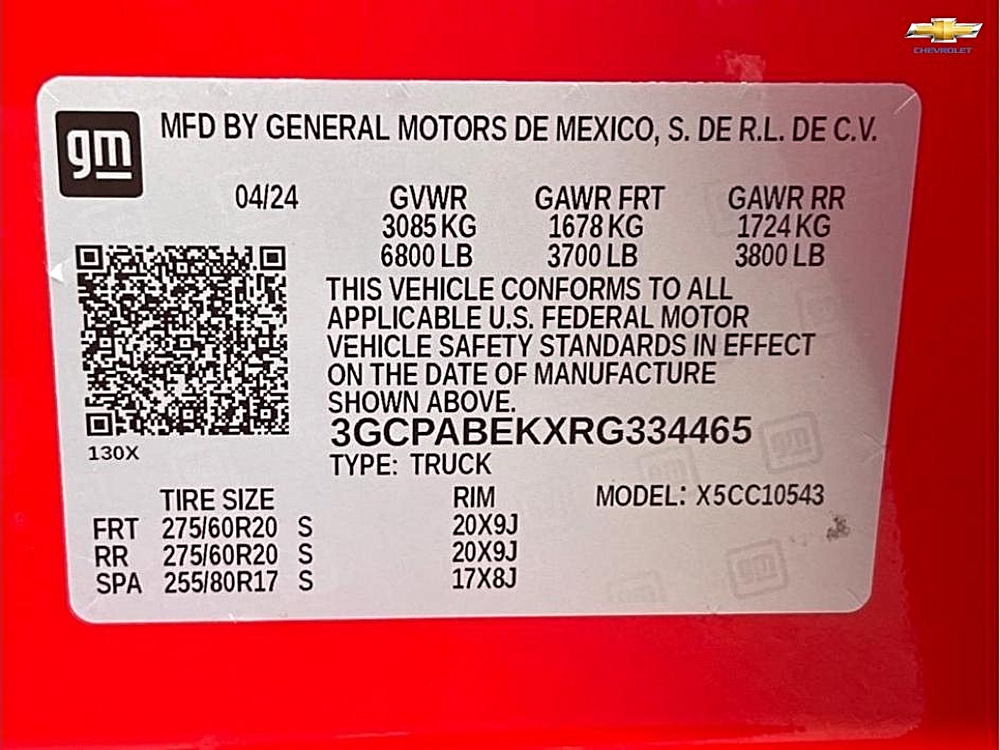 CHEVROLET
gm MFD BY GENERAL MOTORS DE MEXICO, S. DE R.L. DE C.V.
04/24 GVWR GAWR FRT GAWR RR
3085 KG 1678 KG 1724 KG
6800 LB 3700 LB 3800 LB
THIS VEHICLE CONFORMS TO ALL
APPLICABLE U.S. FEDERAL MOTOR
VEHICLE SAFETY STANDARDS IN EFFECT
ON THE DATE OF MANUFACTURE
SHOWN ABOVE.
3GCPABEKXRG334465
130X
TYPE: TRUCK
TIRE SIZE RIM MODEL: X5CC10543
FRT 275/60R20 S 20X9J
RR 275/60R20 S 20X9J
SPA 255/80R17 S 17X8J